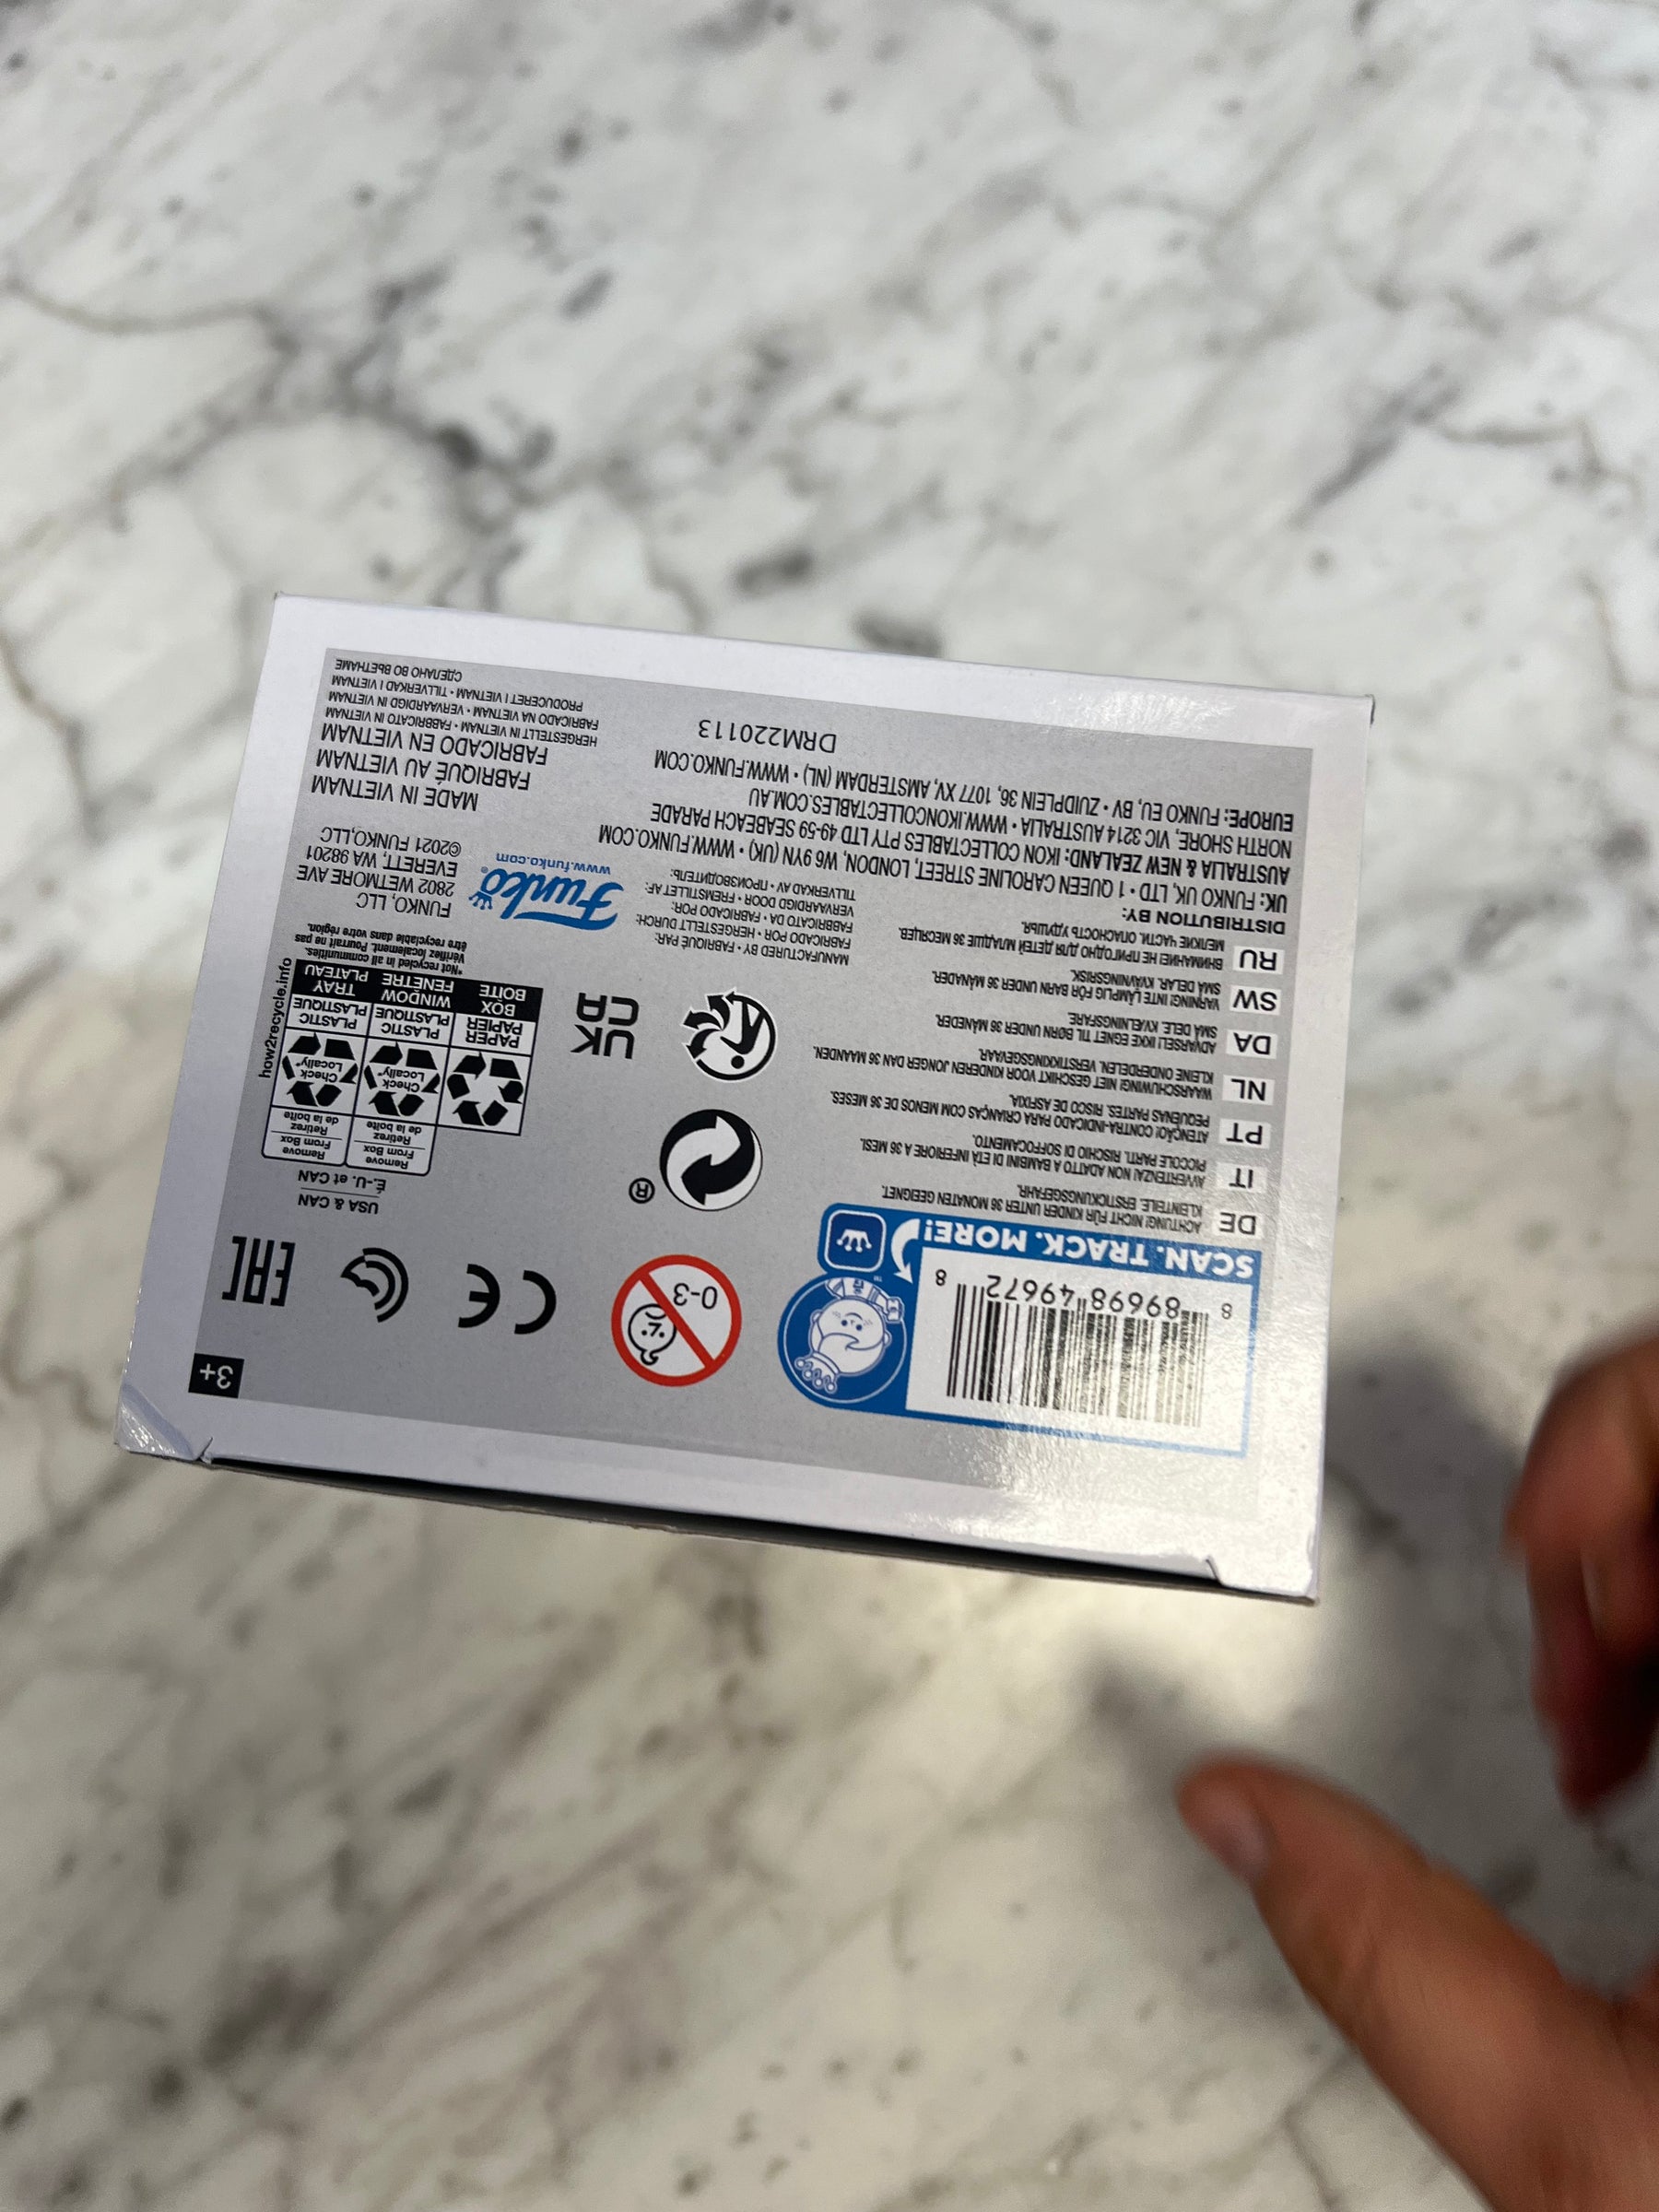 8 89698 49672 8
SCAN. TRACK. MORE!
™
0-3
CE
EAC
3+
DE ACHTUNG! NICHT FÜR KINDER UNTER 36 MONATEN GEEIGNET.
KLEINTEILE. ERSTICKUNGSGEFAHR.
IT AVVERTENZA! NON ADATTO A BAMBINI DI ETÀ INFERIORE A 36 MESI.
PICCOLE PARTI. RISCHIO DI SOFFOCAMENTO.
PT ATENÇÃO! CONTRA-INDICADO PARA CRIANÇAS COM MENOS DE 36 MESES.
PEQUENAS PARTES. RISCO DE ASFIXIA.
NL WAARSCHUWING! NIET GESCHIKT VOOR KINDEREN JONGER DAN 36 MAANDEN.
KLEINE ONDERDELEN. VERSTIKKINGSGEVAAR.
DA ADVARSEL! IKKE EGNET TIL BØRN UNDER 36 MÅNEDER.
SMÅ DELE. KVÆLNINGSFARE.
SW VARNING! INTE LÄMPLIG FÖR BARN UNDER 36 MÅNADER.
SMÅ DELAR. KVÄVNINGSRISK.
RU ВНИМАНИЕ! НЕ ПРИГОДНО ДЛЯ ДЕТЕЙ МЛАДШЕ 36 МЕСЯЦЕВ.
МЕЛКИЕ ЧАСТИ. ОПАСНОСТЬ УДУШЬЯ.
®
UK
CA
USA & CAN
É.-U. et CAN
Remove
From Box
Retirez
de la boîte
Remove
From Box
Retirez
de la boîte
Check
Locally*
Check
Locally*
PAPER
PAPIER
PLASTIC
PLASTIQUE
PLASTIC
PLASTIQUE
BOX
BOÎTE
WINDOW
FENÊTRE
TRAY
PLATEAU
how2recycle.info
*Not recycled in all communities.
Vérifiez localement. Pourrait ne pas
être recyclable dans votre région.
MANUFACTURED BY • FABRIQUÉ PAR:
FABRICADO POR • HERGESTELLT DURCH:
FABBRICATO DA • FABRICADO POR:
VERVAARDIGD DOOR • FREMSTILLET AF:
TILLVERKAD AV • ПРОИЗВОДИТЕЛЬ:
Funko®
www.funko.com
FUNKO, LLC
2802 WETMORE AVE
EVERETT, WA 98201
©2021 FUNKO,LLC
DISTRIBUTION BY:
UK: FUNKO UK, LTD • 1 QUEEN CAROLINE STREET, LONDON, W6 9YN (UK) • WWW.FUNKO.COM
AUSTRALIA & NEW ZEALAND: IKON COLLECTABLES PTY LTD 49-59 SEABEACH PARADE
NORTH SHORE, VIC 3214 AUSTRALIA • WWW.IKONCOLLECTABLES.COM.AU
EUROPE: FUNKO EU, BV • ZUIDPLEIN 36, 1077 XV, AMSTERDAM (NL) • WWW.FUNKO.COM
DRM220113
MADE IN VIETNAM
FABRIQUÉ AU VIETNAM
FABRICADO EN VIETNAM
HERGESTELLT IN VIETNAM • FABBRICATO IN VIETNAM
FABRICADO NA VIETNAM • VERVAARDIGD IN VIETNAM
PRODUCERET I VIETNAM • TILLVERKAD I VIETNAM
СДЕЛАНО ВО ВЬЕТНАМЕ